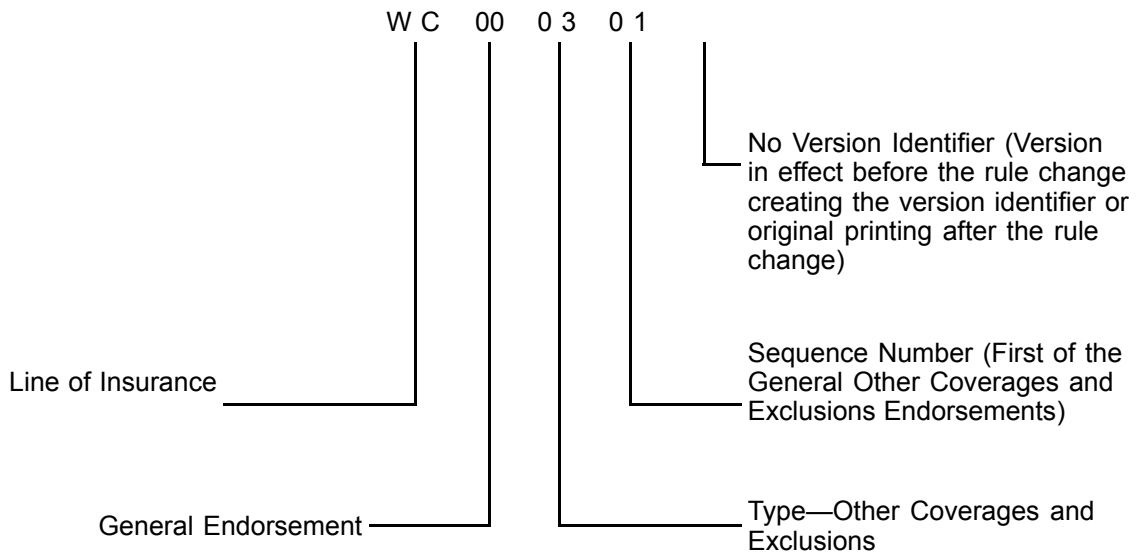 W C 00 0 3 0 1
No Version Identifier (Version
in effect before the rule change
creating the version identifier or
original printing after the rule
change)
Sequence Number (First of the
General Other Coverages and
Exclusions Endorsements)
Line of Insurance
Type—Other Coverages and
Exclusions
General Endorsement